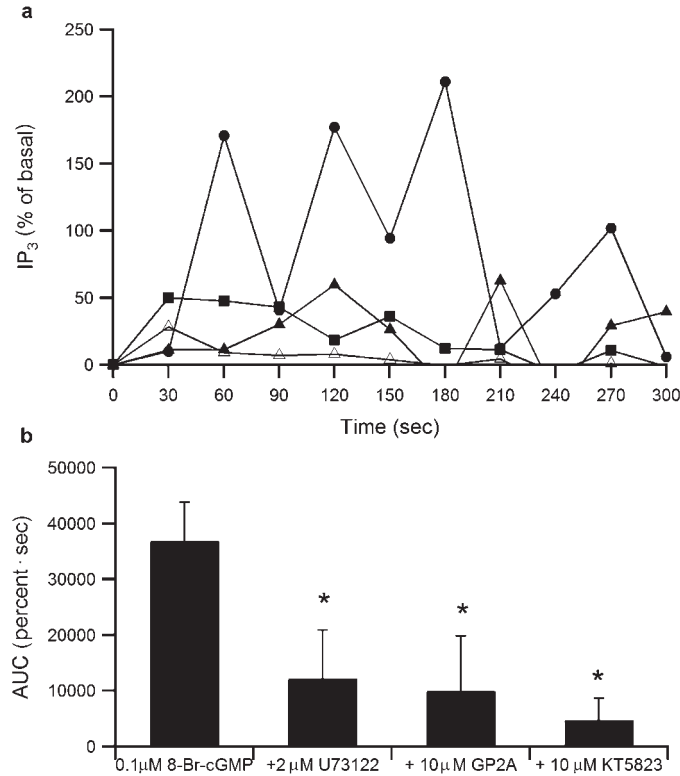 a
250
200
150
100
50
0
IP3 (% of basal)
0 30 60 90 120 150 180 210 240 270 300
Time (sec)
b
50000
40000
30000
20000
10000
0
AUC (percent · sec)
* * *
0.1µM 8-Br-cGMP +2 µM U73122 + 10µM GP2A + 10 µM KT5823